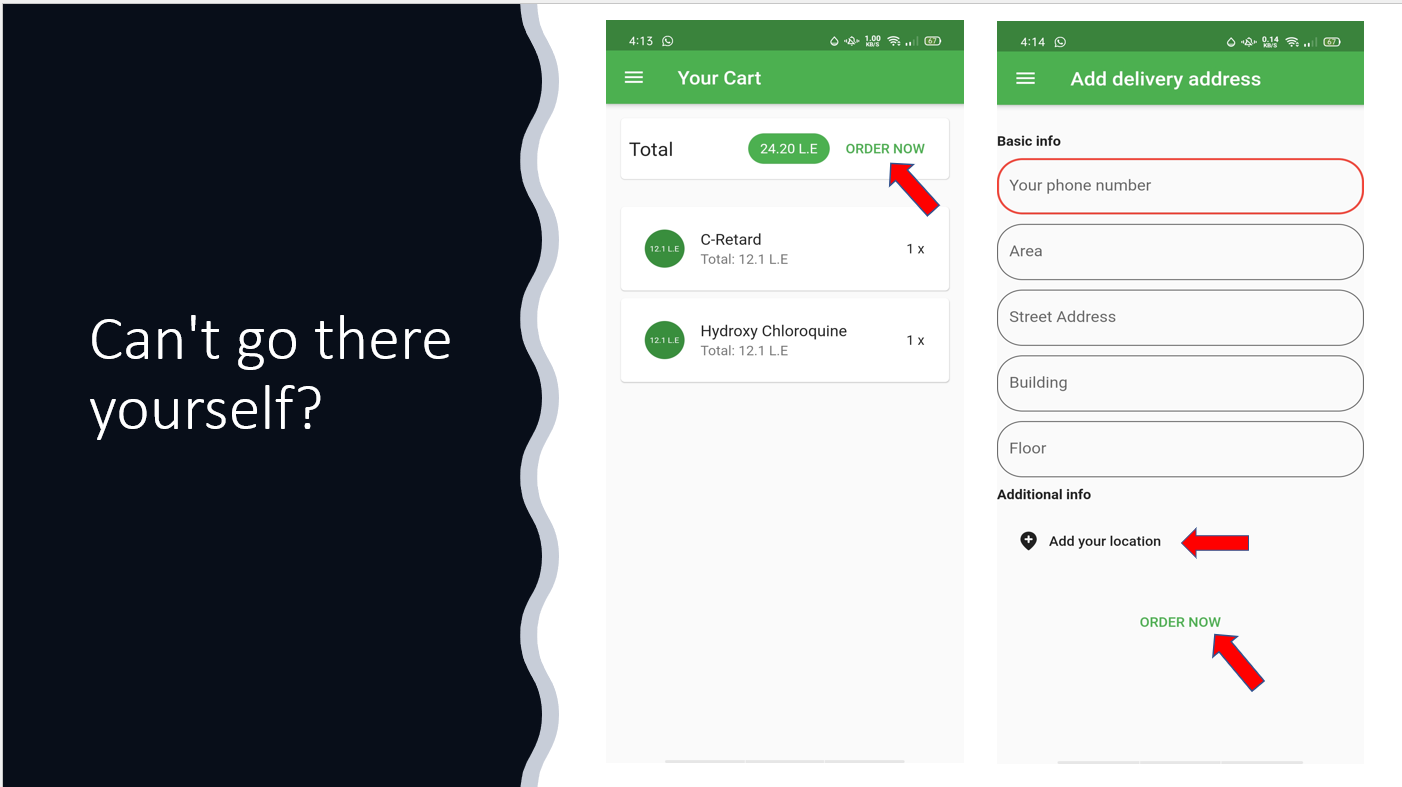 Can't go there
yourself?
4:13 1.00 KB/S 67
Your Cart
Total 24.20 L.E ORDER NOW
12.1 L.E C-Retard 1 x
Total: 12.1 L.E
12.1 L.E Hydroxy Chloroquine 1 x
Total: 12.1 L.E
4:14 0.14 KB/S 67
Add delivery address
Basic info
Your phone number
Area
Street Address
Building
Floor
Additional info
Add your location
ORDER NOW